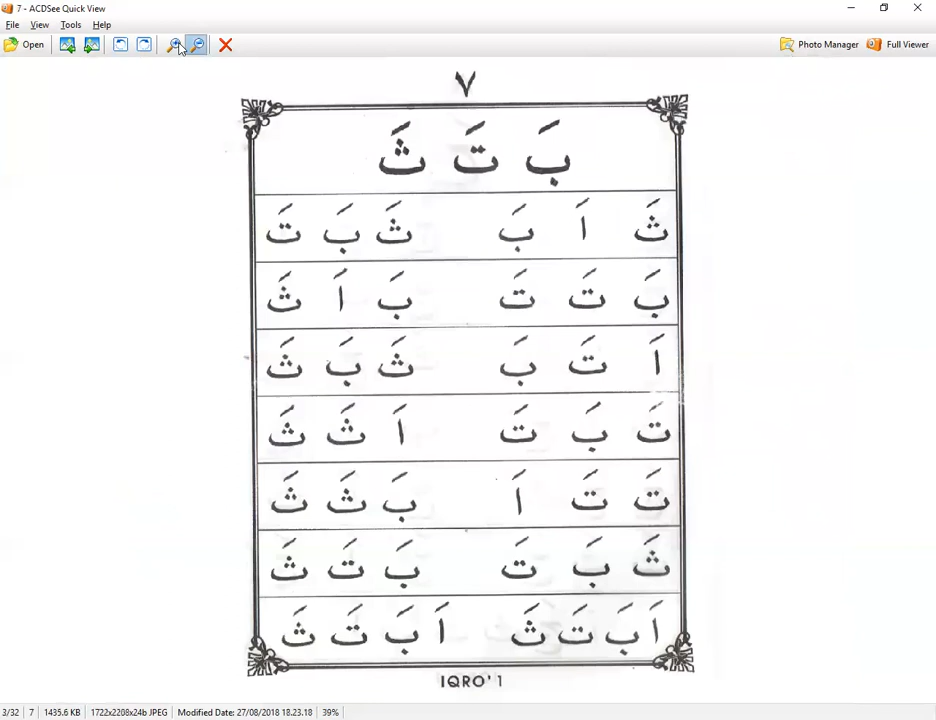 7 - ACDSee Quick View
File View Tools Help
Open Photo Manager Full Viewer
٧
بَ تَ ثَ
ثَ اَ بَ ثَ بَ تَ
بَ تَ تَ بَ اَ ثَ
اَ تَ بَ ثَ بَ ثَ
تَ بَ تَ اَ ثَ ثَ
تَ تَ اَ بَ ثَ ثَ
ثَ بَ تَ بَ تَ ثَ
اَ بَ تَ ثَ اَ بَ تَ ثَ
IQRO' 1
3/32 7 1435.6 KB 1722x2208x24b JPEG Modified Date: 27/08/2018 18.23.18 39%